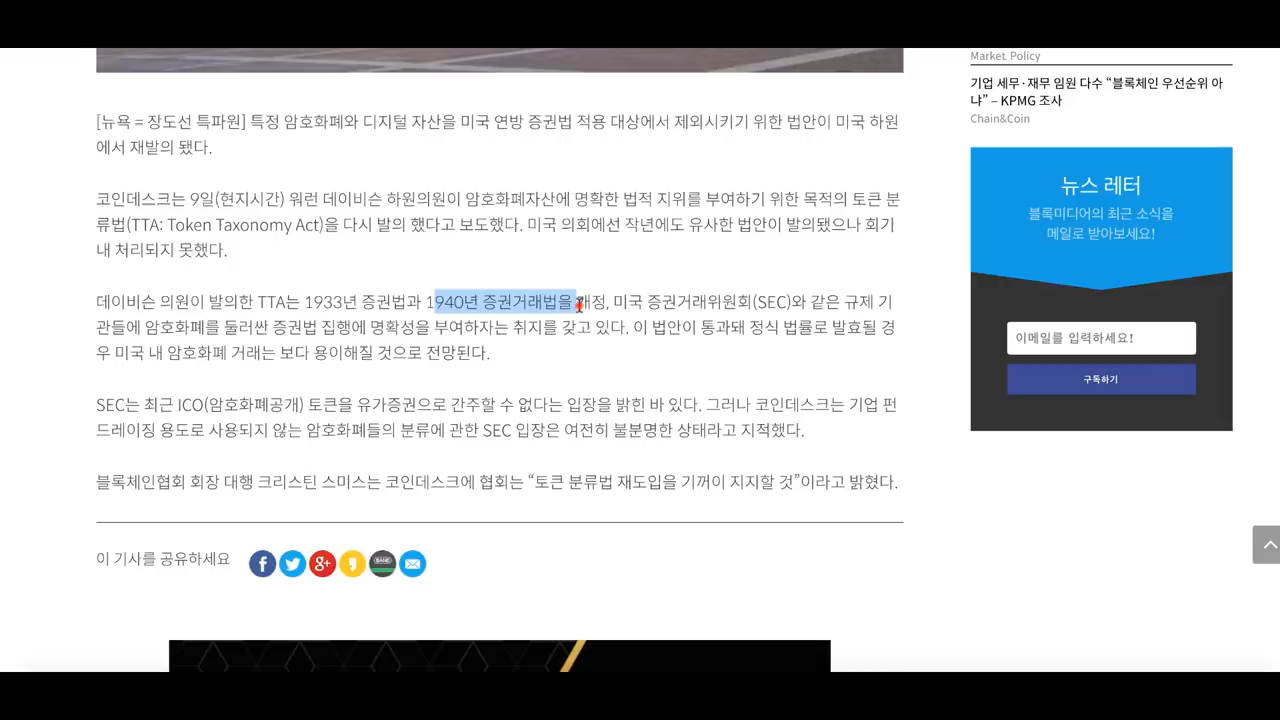 Market Policy
기업 세무·재무 임원 다수 “블록체인 우선순위 아
냐” – KPMG 조사
Chain&Coin
[뉴욕 = 장도선 특파원] 특정 암호화폐와 디지털 자산을 미국 연방 증권법 적용 대상에서 제외시키기 위한 법안이 미국 하원
에서 재발의 됐다.
코인데스크는 9일(현지시간) 워런 데이비슨 하원의원이 암호화폐자산에 명확한 법적 지위를 부여하기 위한 목적의 토큰 분
류법(TTA: Token Taxonomy Act)을 다시 발의 했다고 보도했다. 미국 의회에선 작년에도 유사한 법안이 발의됐으나 회기
내 처리되지 못했다.
데이비슨 의원이 발의한 TTA는 1933년 증권법과 1940년 증권거래법을 개정, 미국 증권거래위원회(SEC)와 같은 규제 기
관들에 암호화폐를 둘러싼 증권법 집행에 명확성을 부여하자는 취지를 갖고 있다. 이 법안이 통과돼 정식 법률로 발효될 경
우 미국 내 암호화폐 거래는 보다 용이해질 것으로 전망된다.
SEC는 최근 ICO(암호화폐공개) 토큰을 유가증권으로 간주할 수 없다는 입장을 밝힌 바 있다. 그러나 코인데스크는 기업 펀
드레이징 용도로 사용되지 않는 암호화폐들의 분류에 관한 SEC 입장은 여전히 불분명한 상태라고 지적했다.
블록체인협회 회장 대행 크리스틴 스미스는 코인데스크에 협회는 “토큰 분류법 재도입을 기꺼이 지지할 것”이라고 밝혔다.
이 기사를 공유하세요
뉴스 레터
블록미디어의 최근 소식을
메일로 받아보세요!
이메일를 입력하세요!
구독하기